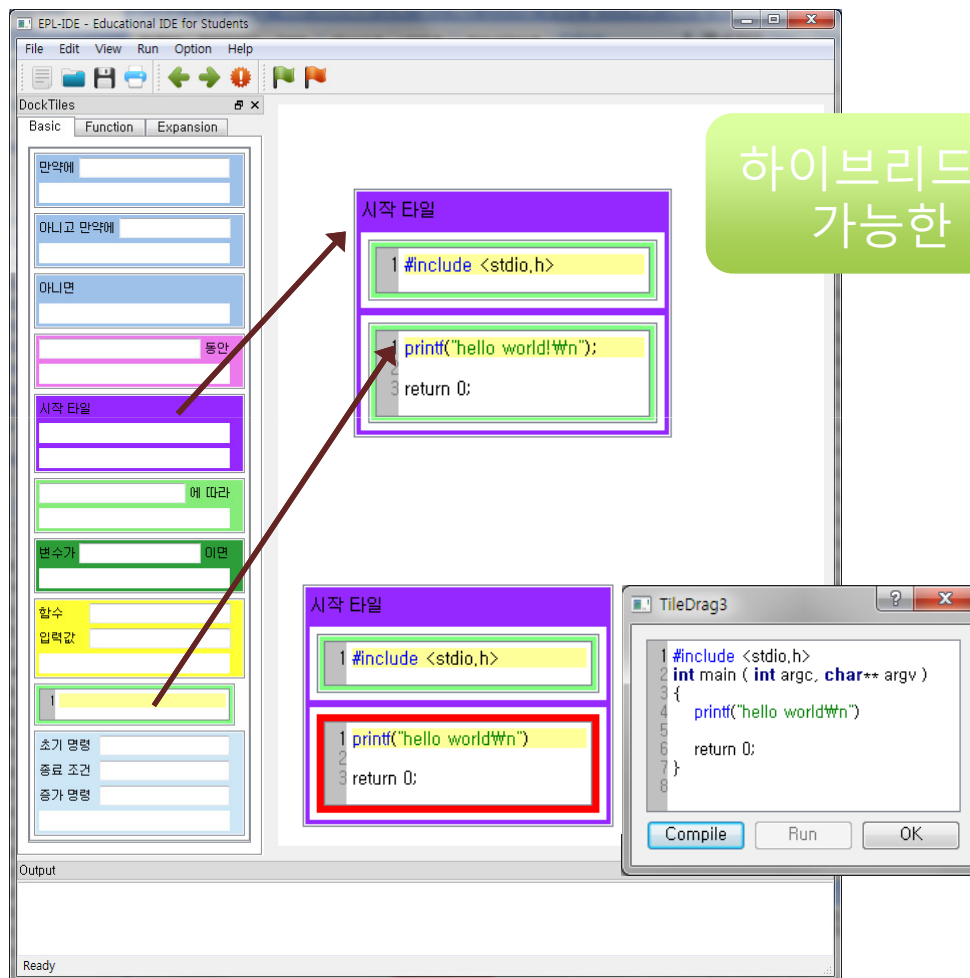 EPL-IDE - Educational IDE for Students
File Edit View Run Option Help
DockTiles
Basic Function Expansion
만약에
아니고 만약에
아니면
동안
시작 타일
에 따라
변수가 이면
함수
입력값
1
초기 명령
종료 조건
증가 명령
하이브리드
가능한
시작 타일
1 #include <stdio.h>
1 printf("hello world!₩n");
2
3 return 0;
시작 타일
1 #include <stdio.h>
1 printf("hello world₩n")
2
3 return 0;
TileDrag3
1 #include <stdio.h>
2 int main ( int argc, char** argv )
3 {
4 printf("hello world₩n")
5
6 return 0;
7 }
8
Compile Run OK
Output
Ready